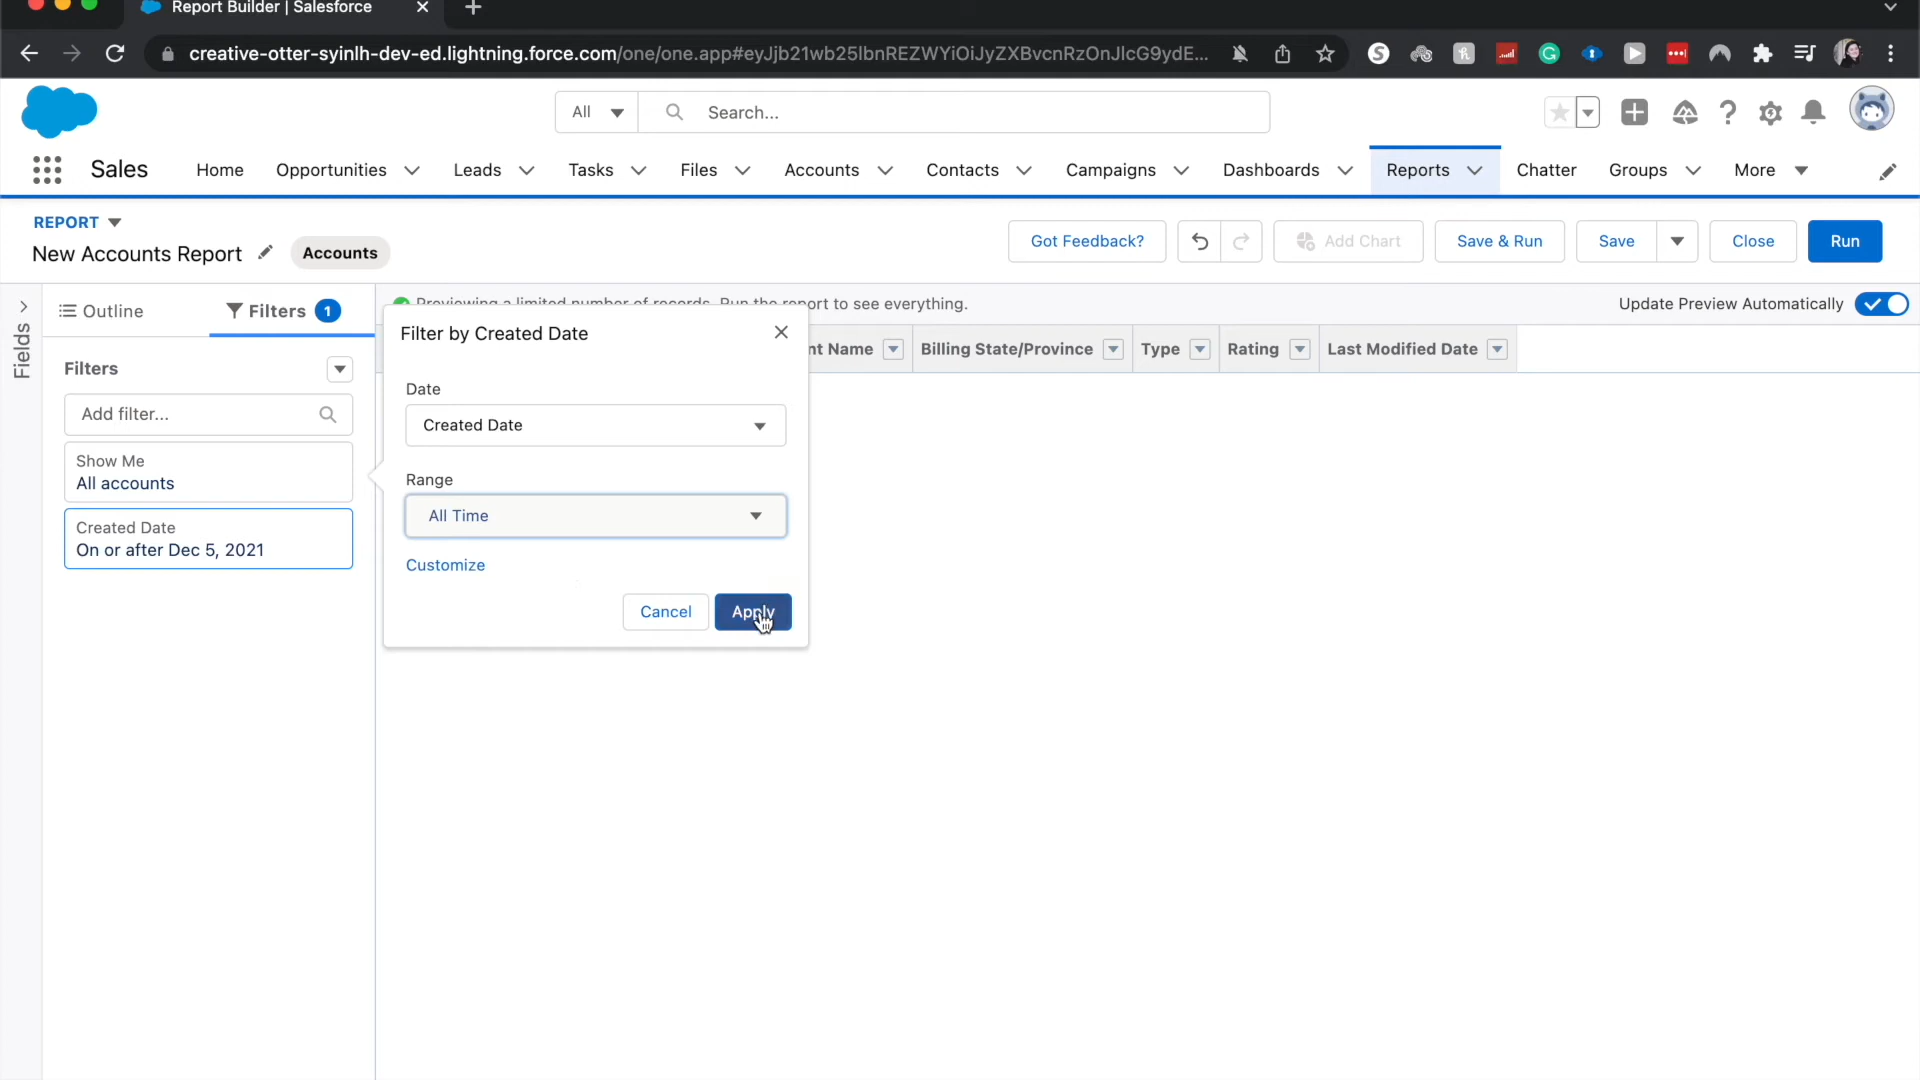 Report Builder | Salesforce
creative-otter-syinlh-dev-ed.lightning.force.com/one/one.app#eyJjb21wb25lbnREZWYiOiJyZXBvcnRzOnJlcG9ydE...
All
Search...
Sales
Home
Opportunities
Leads
Tasks
Files
Accounts
Contacts
Campaigns
Dashboards
Reports
Chatter
Groups
More
REPORT
New Accounts Report
Accounts
Got Feedback?
Add Chart
Save & Run
Save
Close
Run
Fields
Outline
Filters 1
Previewing a limited number of records. Run the report to see everything.
Update Preview Automatically
nt Name
Billing State/Province
Type
Rating
Last Modified Date
Filters
Add filter...
Show Me
All accounts
Created Date
On or after Dec 5, 2021
Filter by Created Date
Date
Created Date
Range
All Time
Customize
Cancel
Apply